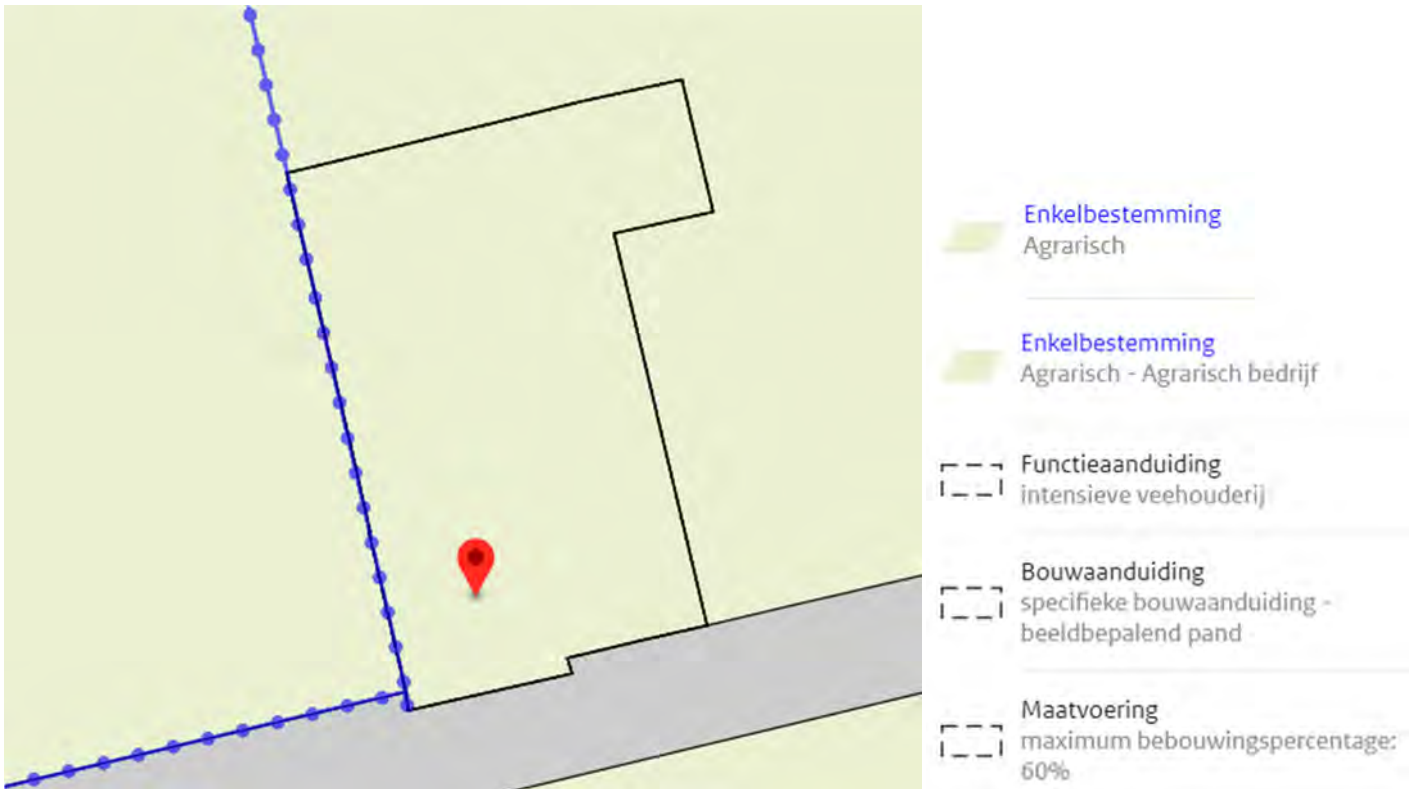 Enkelbestemming
Agrarisch
Enkelbestemming
Agrarisch - Agrarisch bedrijf
Functieaanduiding
intensieve veehouderij
Bouwaanduiding
specifieke bouwaanduiding -
beeldbepalend pand
Maatvoering
maximum bebouwingspercentage:
60%